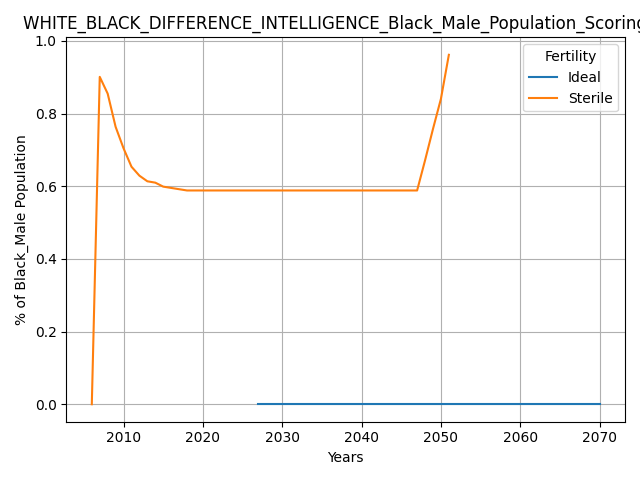 WHITE_BLACK_DIFFERENCE_INTELLIGENCE_Black_Male_Population_Scoring
1.0
0.8
0.6
0.4
0.2
0.0
% of Black_Male Population
Fertility
Ideal
Sterile
2010 2020 2030 2040 2050 2060 2070
Years